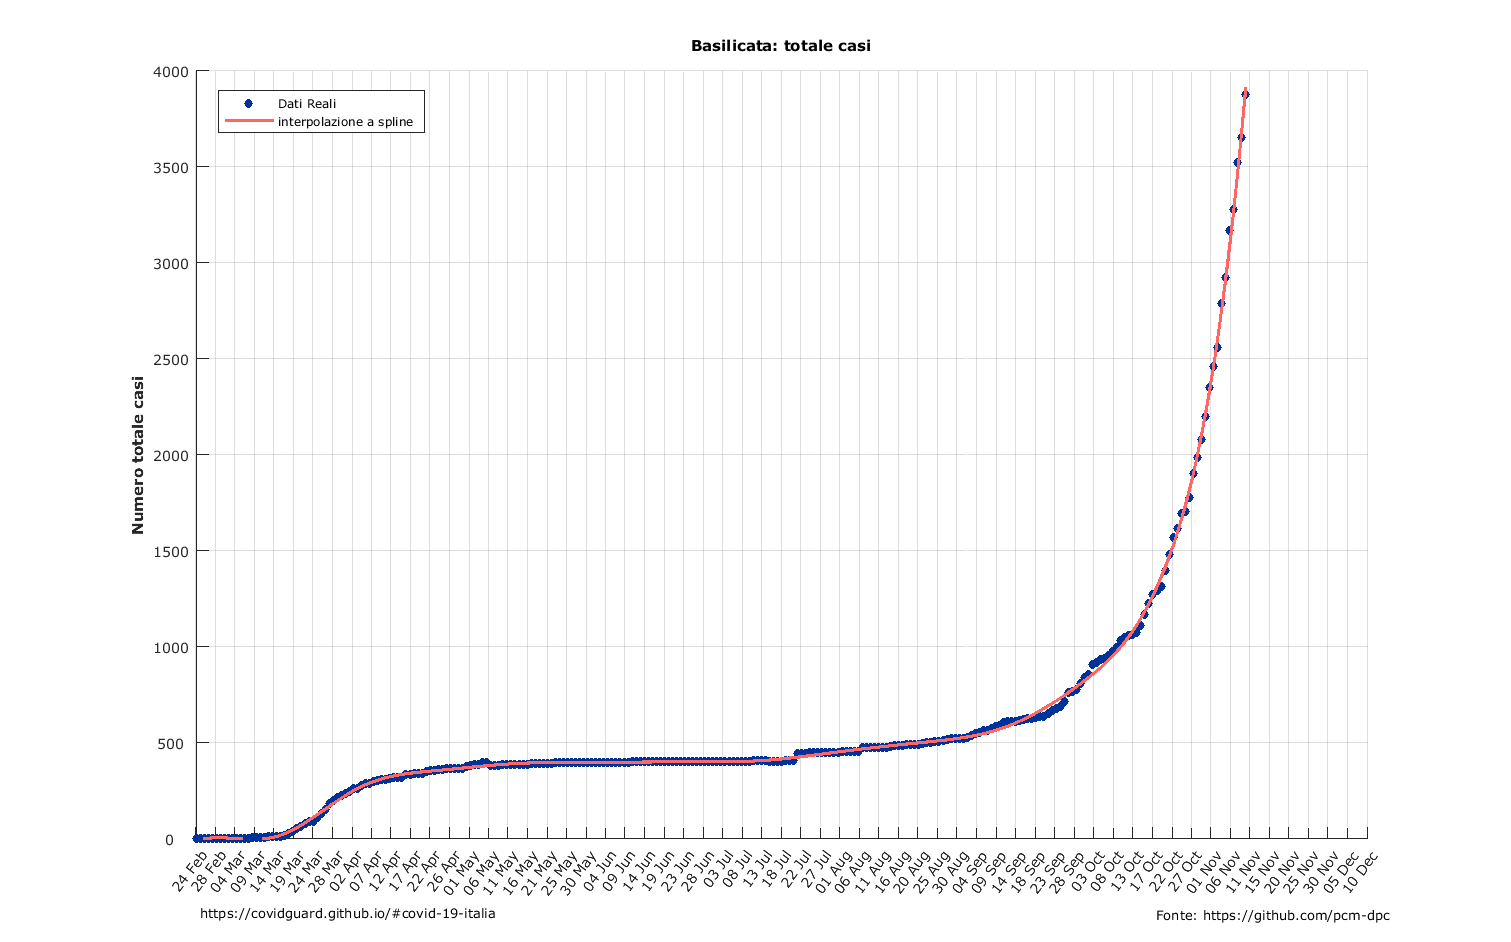 Basilicata: totale casi
Dati Reali
interpolazione a spline
Numero totale casi
4000
3500
3000
2500
2000
1500
1000
500
0
24 Feb
28 Feb
04 Mar
09 Mar
14 Mar
19 Mar
24 Mar
28 Mar
02 Apr
07 Apr
12 Apr
17 Apr
22 Apr
26 Apr
01 May
06 May
11 May
16 May
21 May
25 May
30 May
04 Jun
09 Jun
14 Jun
19 Jun
23 Jun
28 Jun
03 Jul
08 Jul
13 Jul
18 Jul
22 Jul
27 Jul
01 Aug
06 Aug
11 Aug
16 Aug
20 Aug
25 Aug
30 Aug
04 Sep
09 Sep
14 Sep
18 Sep
23 Sep
28 Sep
03 Oct
08 Oct
13 Oct
17 Oct
22 Oct
27 Oct
01 Nov
06 Nov
11 Nov
15 Nov
20 Nov
25 Nov
30 Nov
05 Dec
10 Dec
https://covidguard.github.io/#covid-19-italia
Fonte: https://github.com/pcm-dpc